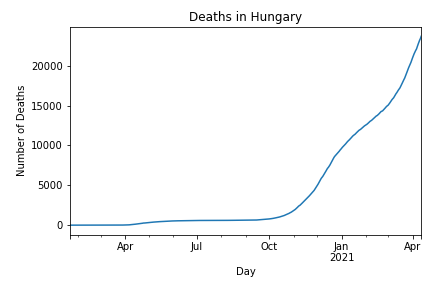 Deaths in Hungary
20000
15000
10000
5000
0
Number of Deaths
Apr
Jul
Oct
Jan
2021
Apr
Day